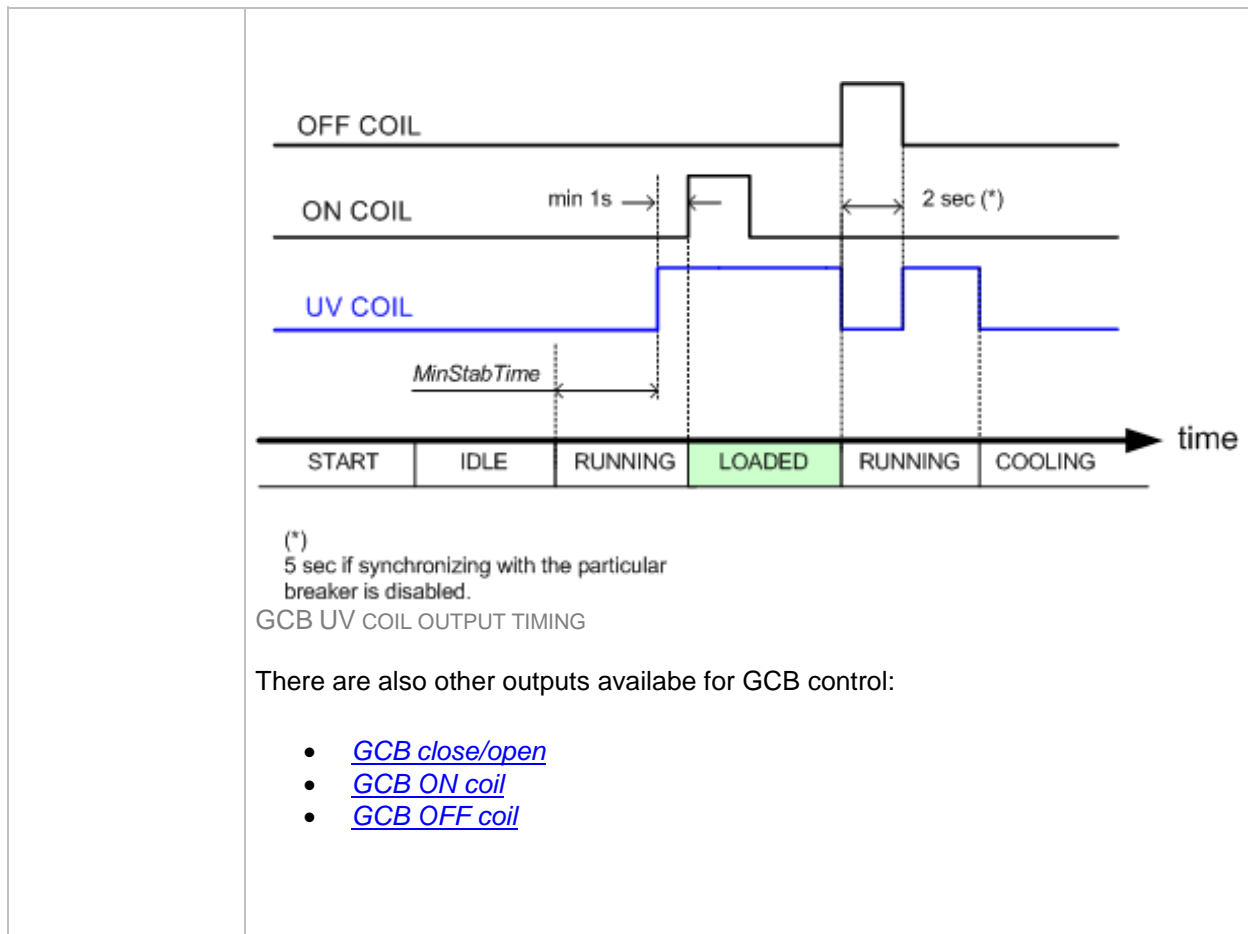 OFF COIL
ON COIL
min 1s
2 sec (*)
UV COIL
MinStabTime
time
START IDLE RUNNING LOADED RUNNING COOLING
(*)
5 sec if synchronizing with the particular
breaker is disabled.
GCB UV COIL OUTPUT TIMING
There are also other outputs availabe for GCB control:
• GCB close/open
• GCB ON coil
• GCB OFF coil